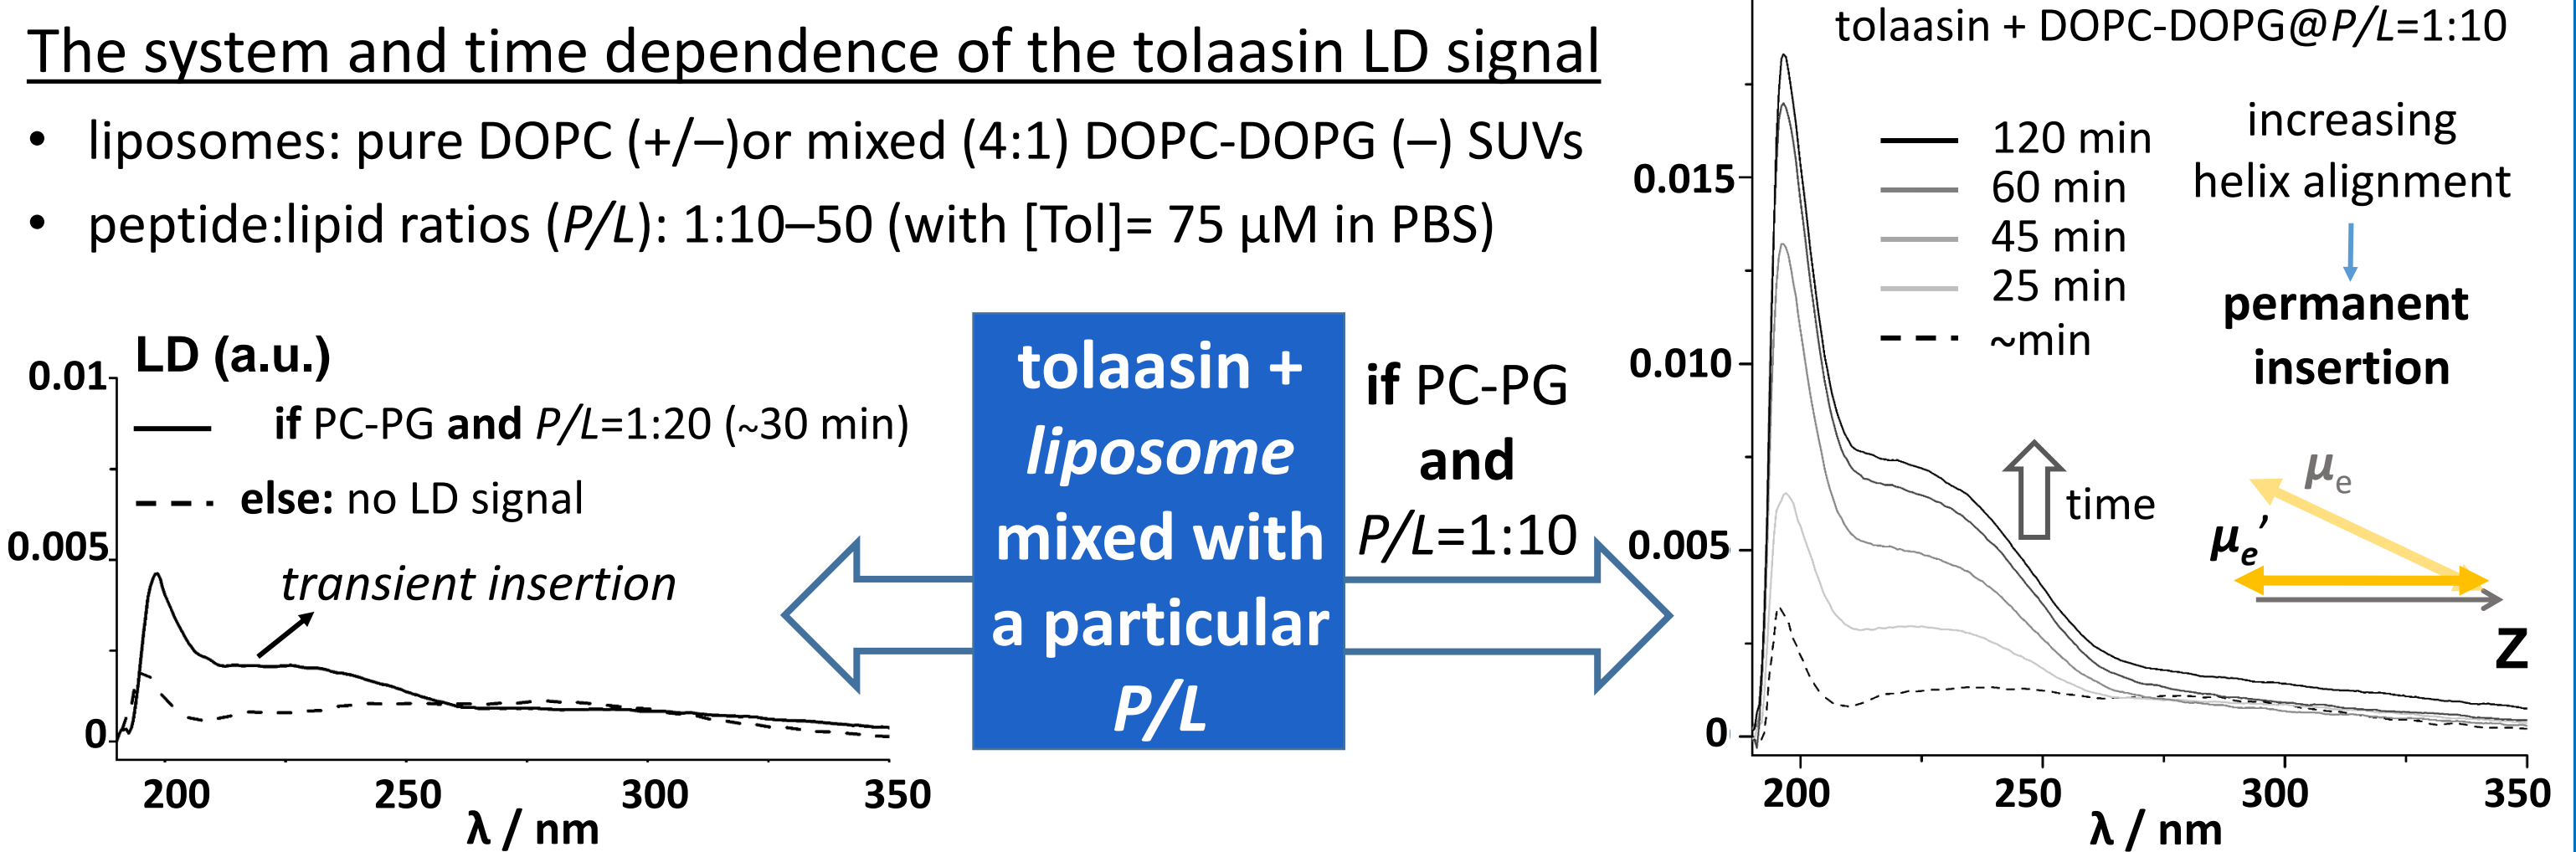 The system and time dependence of the tolaasin LD signal
• liposomes: pure DOPC (+/–)or mixed (4:1) DOPC-DOPG (–) SUVs
• peptide:lipid ratios (P/L): 1:10–50 (with [Tol]= 75 µM in PBS)
LD (a.u.)
0.01
if PC-PG and P/L=1:20 (~30 min)
else: no LD signal
0.005
transient insertion
0
200
250
300
350
λ / nm
tolaasin +
liposome
mixed with
a particular
P/L
if PC-PG
and
P/L=1:10
tolaasin + DOPC-DOPG@P/L=1:10
120 min
60 min
45 min
25 min
~min
increasing
helix alignment
permanent
insertion
time
μe
μe’
Z
0.015
0.010
0.005
0
200
250
300
350
λ / nm